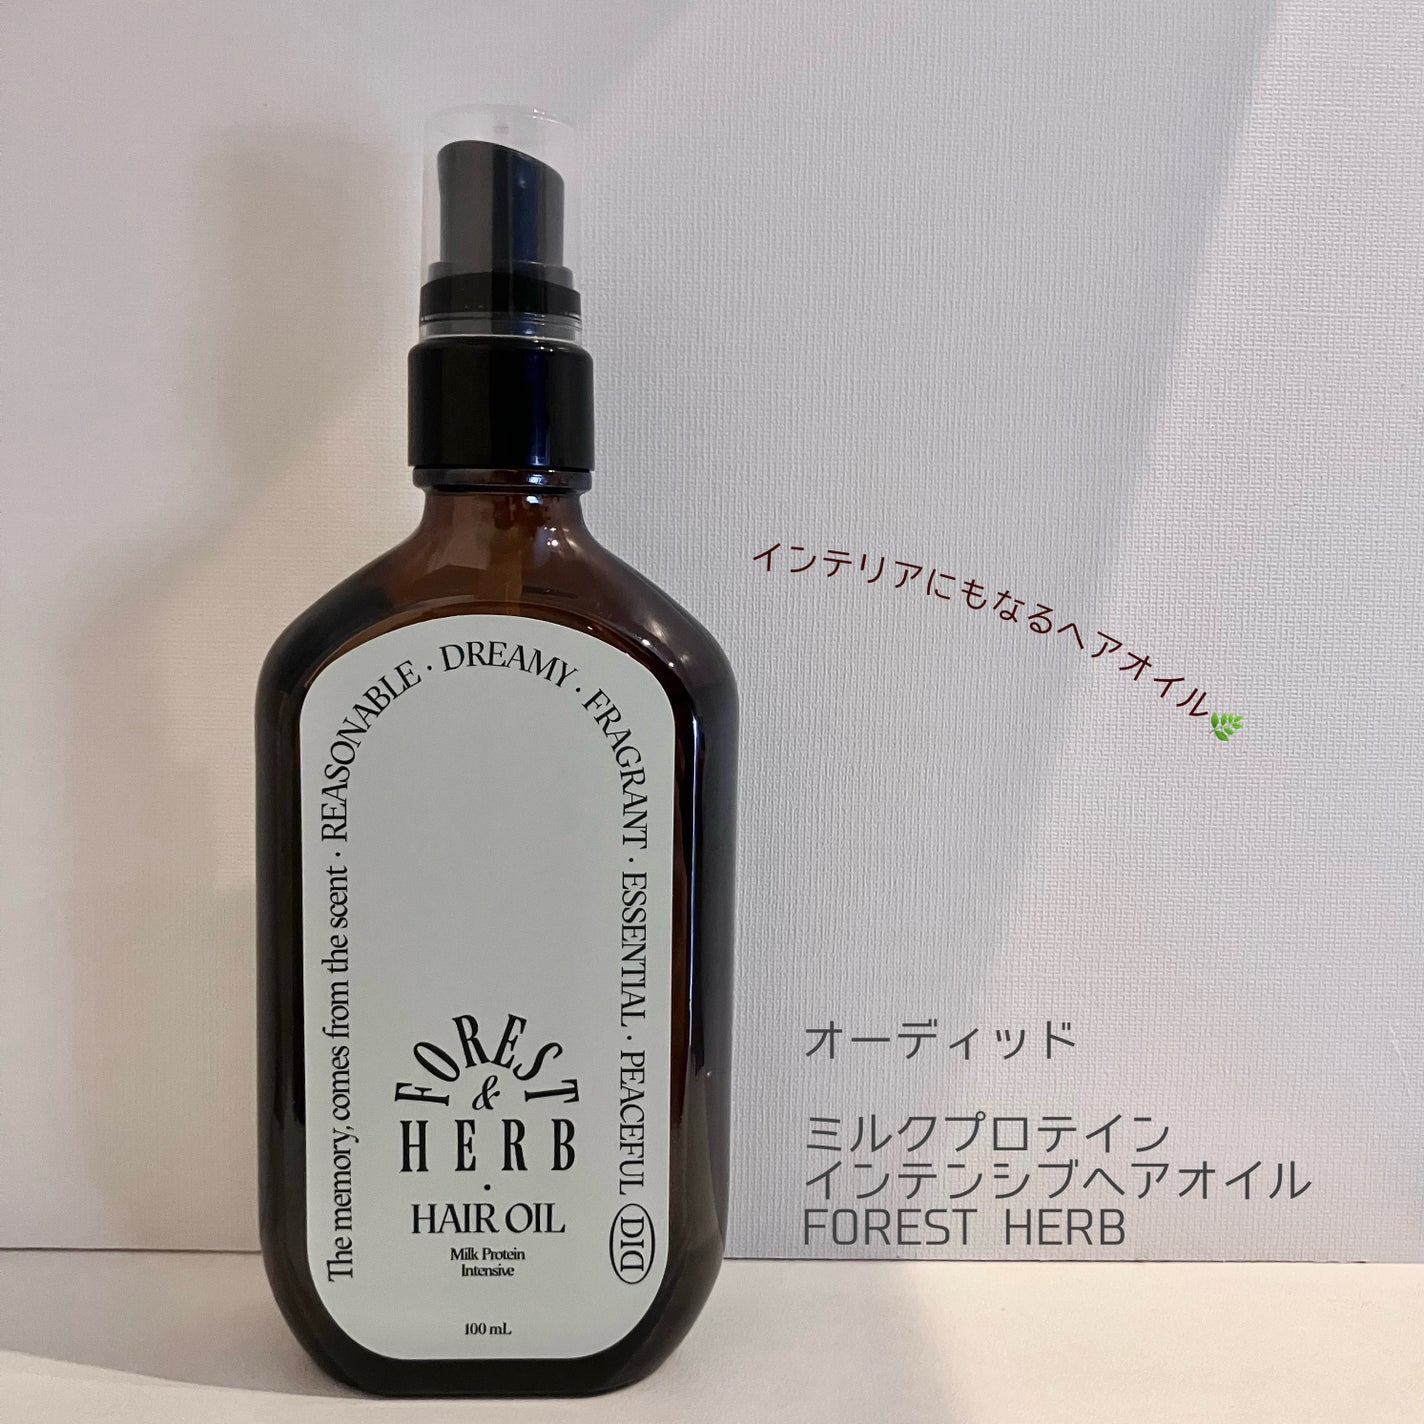 The memory, comes from the scent · REASONABLE · DREAMY · FRAGRANT · ESSENTIAL · PEACEFUL
FOREST
&
HERB
·
HAIR OIL
Milk Protein
Intensive
100 mL
インテリアにもなるヘアオイル🌿
オーディッド
ミルクプロテイン
インテンシブヘアオイル
FOREST HERB